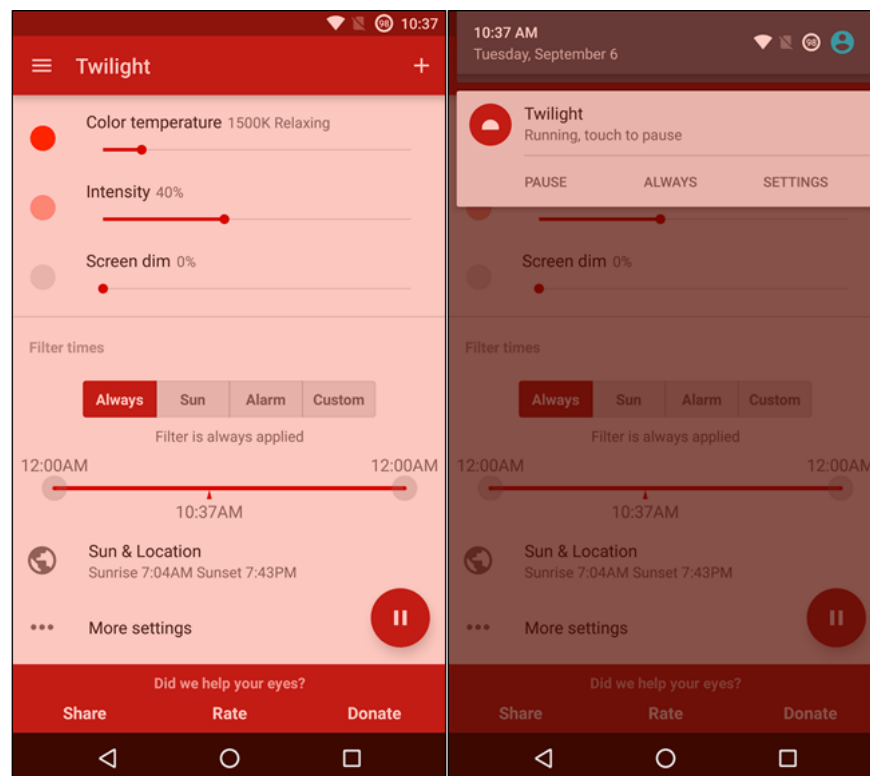 98 10:37
Twilight +
Color temperature 1500K Relaxing
Intensity 40%
Screen dim 0%
Filter times
Always Sun Alarm Custom
Filter is always applied
12:00AM 12:00AM
10:37AM
Sun & Location
Sunrise 7:04AM Sunset 7:43PM
More settings
Did we help your eyes?
Share Rate Donate
10:37 AM
Tuesday, September 6
98
Twilight
Running, touch to pause
PAUSE ALWAYS SETTINGS
Screen dim 0%
Filter times
Always Sun Alarm Custom
Filter is always applied
12:00AM 12:00AM
10:37AM
Sun & Location
Sunrise 7:04AM Sunset 7:43PM
More settings
Did we help your eyes?
Share Rate Donate